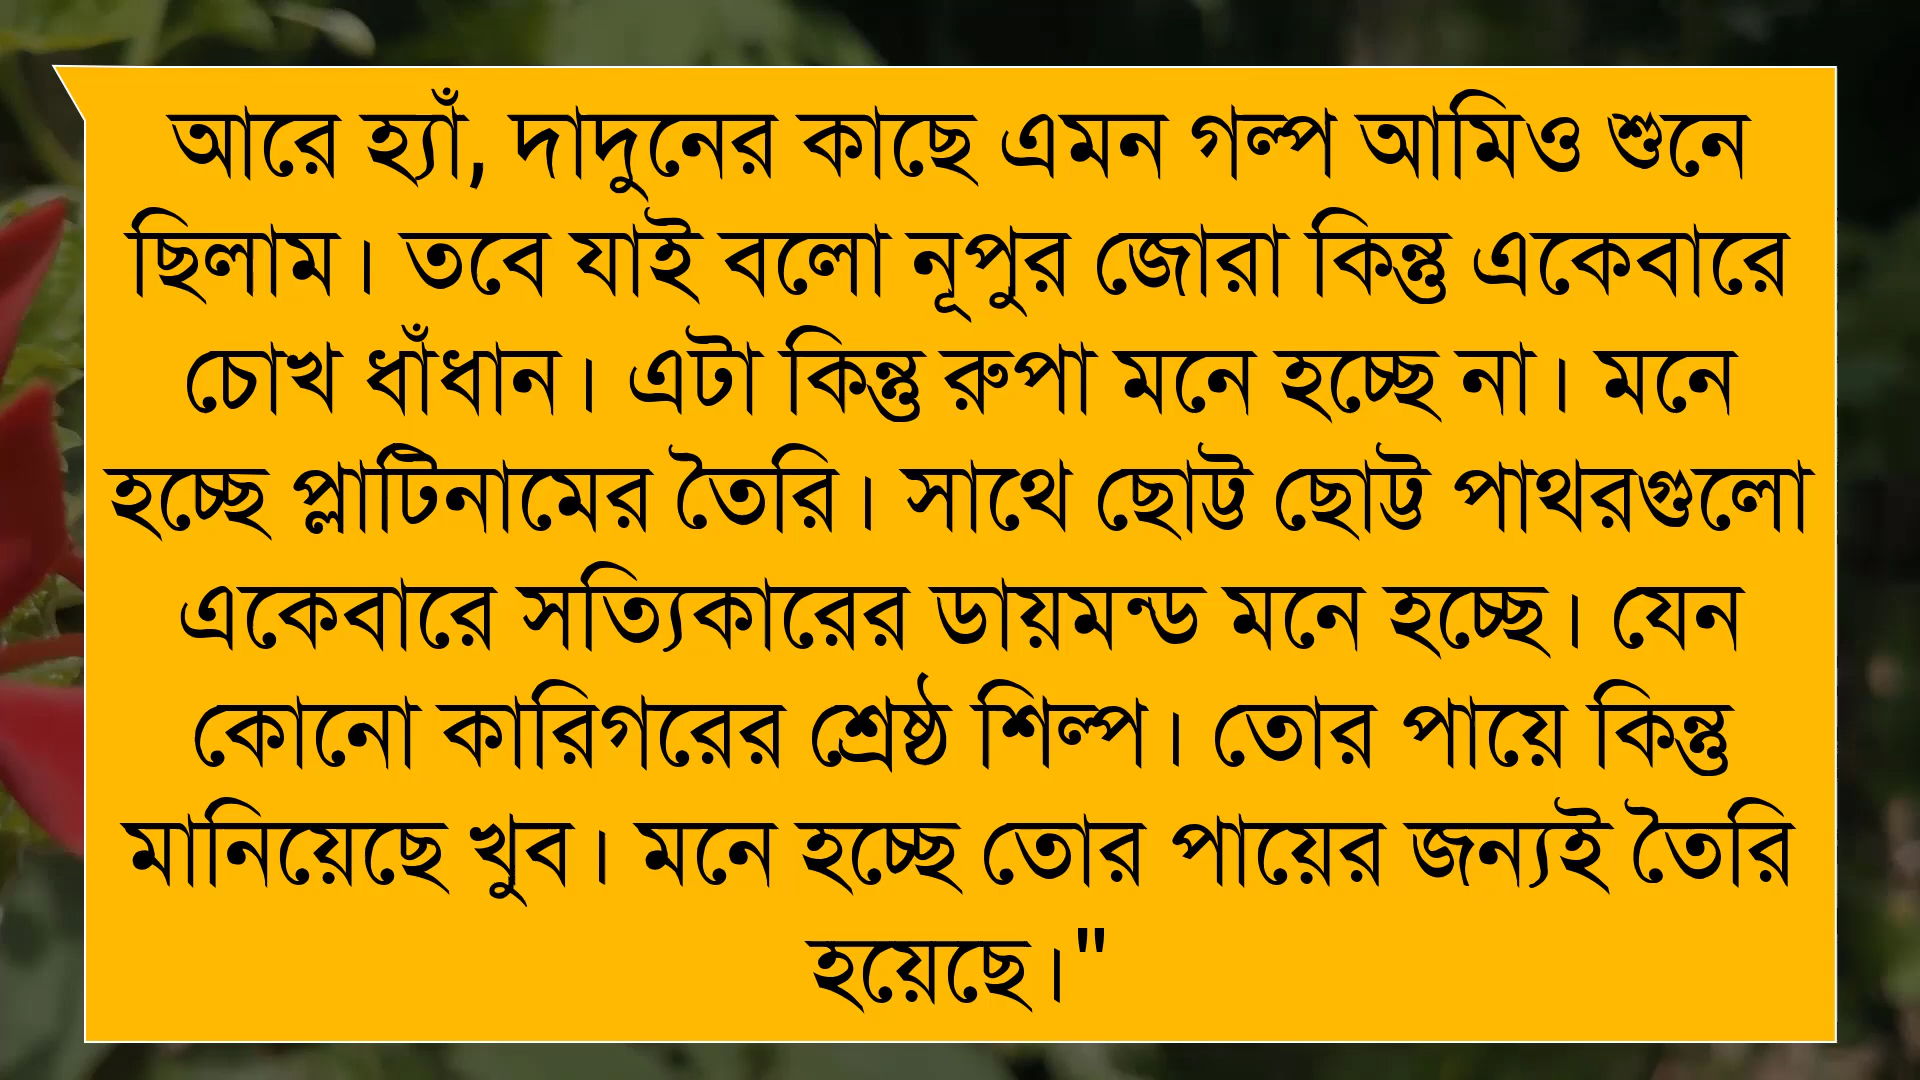 আরে হ্যাঁ, দাদুনের কাছে এমন গল্প আমিও শুনে
ছিলাম। তবে যাই বলো নূপুর জোরা কিন্তু একেবারে
চোখ ধাঁধান। এটা কিন্তু রুপা মনে হচ্ছে না। মনে
হচ্ছে প্লাটিনামের তৈরি। সাথে ছোট্ট ছোট্ট পাথরগুলো
একেবারে সত্যিকারের ডায়মন্ড মনে হচ্ছে। যেন
কোনো কারিগরের শ্রেষ্ঠ শিল্প। তোর পায়ে কিন্তু
মানিয়েছে খুব। মনে হচ্ছে তোর পায়ের জন্যই তৈরি
হয়েছে।"